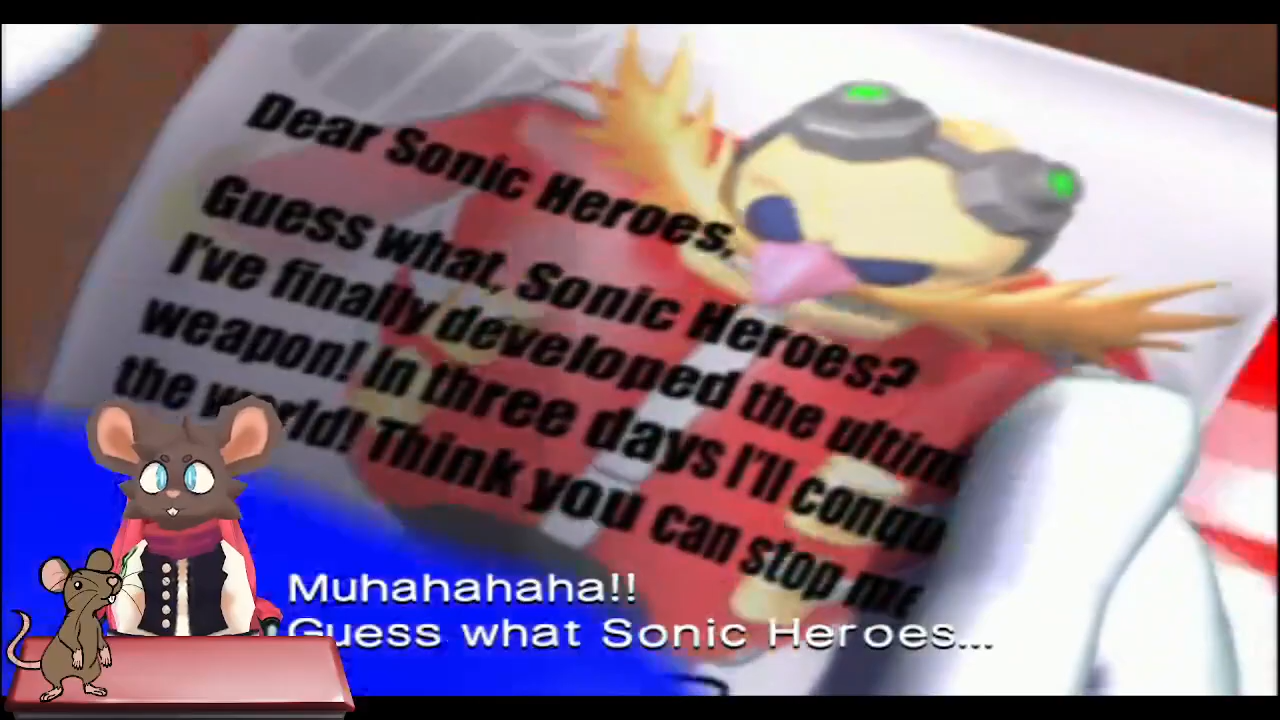 Dear Sonic Heroes,
Guess what, Sonic Heroes?
I've finally developed the
weapon! In three days I'll
the world! Think you can stop me
Muhahahaha!!
Guess what Sonic Heroes...